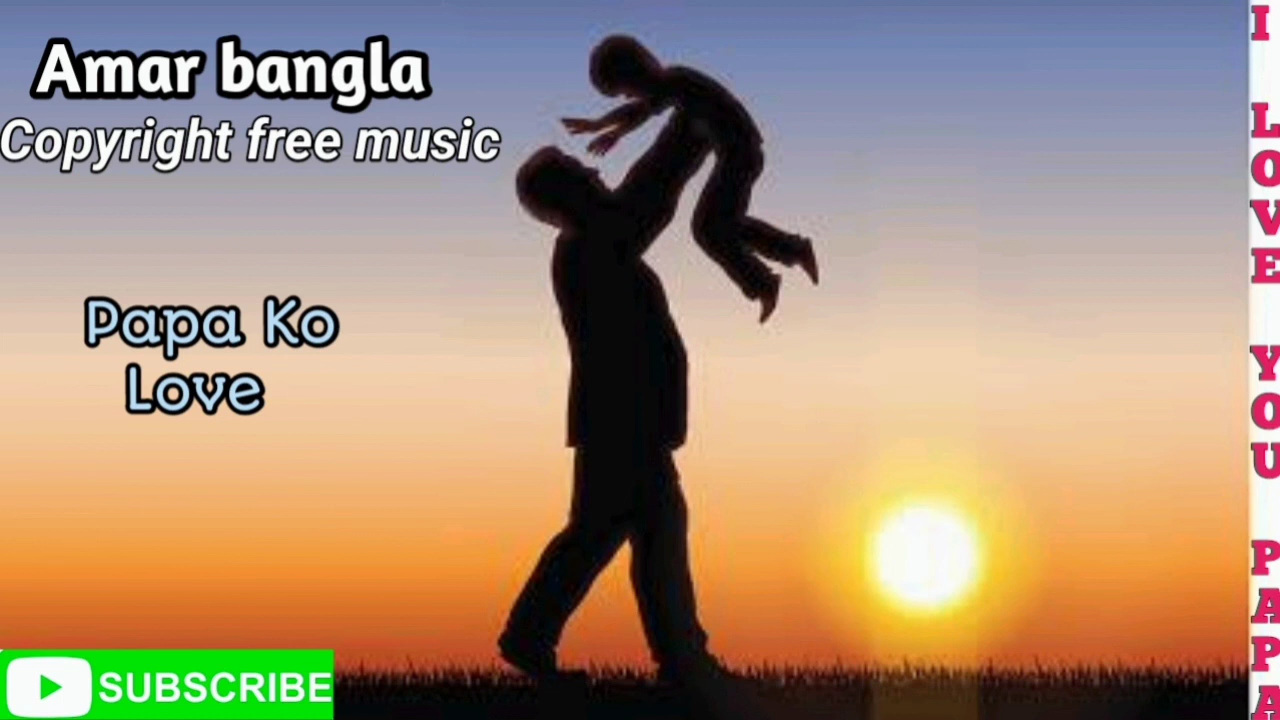 Amar bangla
Copyright free music
Papa Ko
Love
SUBSCRIBE
I LOVE YOU PAPA